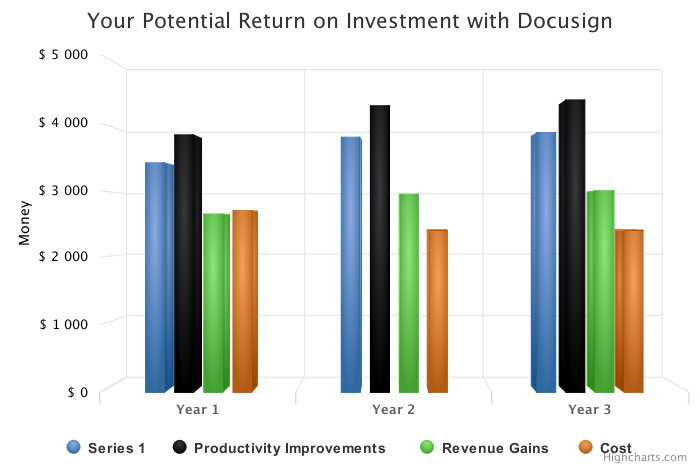 Your Potential Return on Investment with Docusign
$ 5 000
$ 4 000
$ 3 000
$ 2 000
$ 1 000
$ 0
Money
Year 1
Year 2
Year 3
Series 1
Productivity Improvements
Revenue Gains
Cost
Highcharts.com